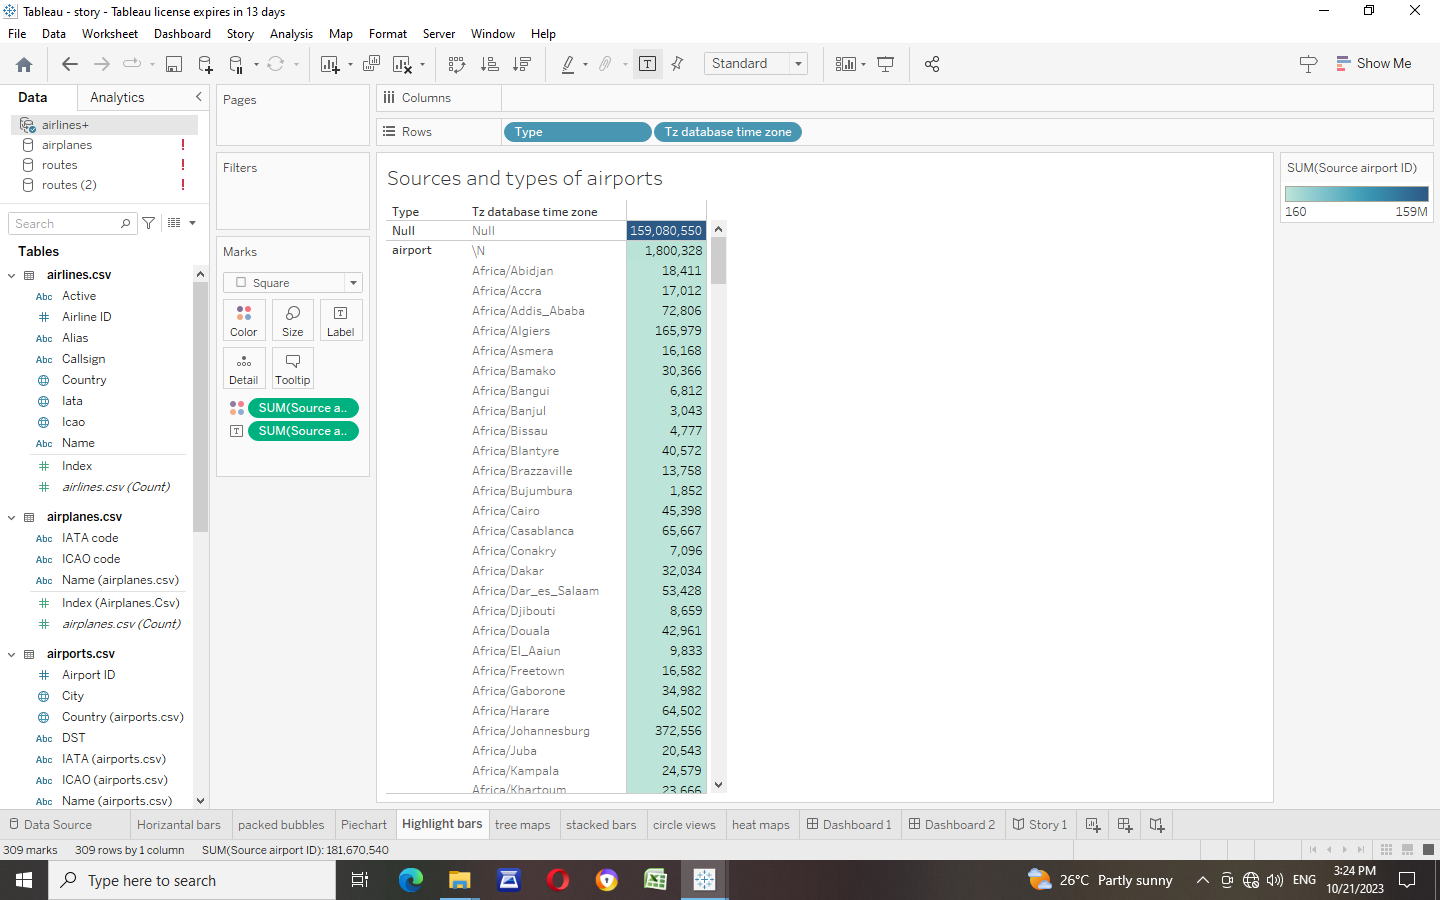 Tableau - story - Tableau license expires in 13 days
File Data Worksheet Dashboard Story Analysis Map Format Server Window Help
Standard
Show Me
Data Analytics
airlines+
airplanes
routes
routes (2)
Search
Tables
airlines.csv
Abc Active
Airline ID
Abc Alias
Abc Callsign
Country
Iata
Icao
Abc Name
Index
airlines.csv (Count)
airplanes.csv
Abc IATA code
Abc ICAO code
Abc Name (airplanes.csv)
Index (Airplanes.Csv)
airplanes.csv (Count)
airports.csv
Airport ID
City
Country (airports.csv)
Abc DST
Abc IATA (airports.csv)
Abc ICAO (airports.csv)
Abc Name (airports.csv)
Pages
Filters
Marks
Square
Color Size Label
Detail Tooltip
SUM(Source a..
SUM(Source a..
Columns
Rows Type Tz database time zone
Sources and types of airports
Type Tz database time zone
Null Null 159,080,550
airport \N 1,800,328
Africa/Abidjan 18,411
Africa/Accra 17,012
Africa/Addis_Ababa 72,806
Africa/Algiers 165,979
Africa/Asmera 16,168
Africa/Bamako 30,366
Africa/Bangui 6,812
Africa/Banjul 3,043
Africa/Bissau 4,777
Africa/Blantyre 40,572
Africa/Brazzaville 13,758
Africa/Bujumbura 1,852
Africa/Cairo 45,398
Africa/Casablanca 65,667
Africa/Conakry 7,096
Africa/Dakar 32,034
Africa/Dar_es_Salaam 53,428
Africa/Djibouti 8,659
Africa/Douala 42,961
Africa/El_Aaiun 9,833
Africa/Freetown 16,582
Africa/Gaborone 34,982
Africa/Harare 64,502
Africa/Johannesburg 372,556
Africa/Juba 20,543
Africa/Kampala 24,579
Africa/Khartoum 23,666
SUM(Source airport ID)
160 159M
Data Source Horizantal bars packed bubbles Piechart Highlight bars tree maps stacked bars circle views heat maps Dashboard 1 Dashboard 2 Story 1
309 marks 309 rows by 1 column SUM(Source airport ID): 181,670,540
Type here to search
26°C Partly sunny
ENG
3:24 PM
10/21/2023